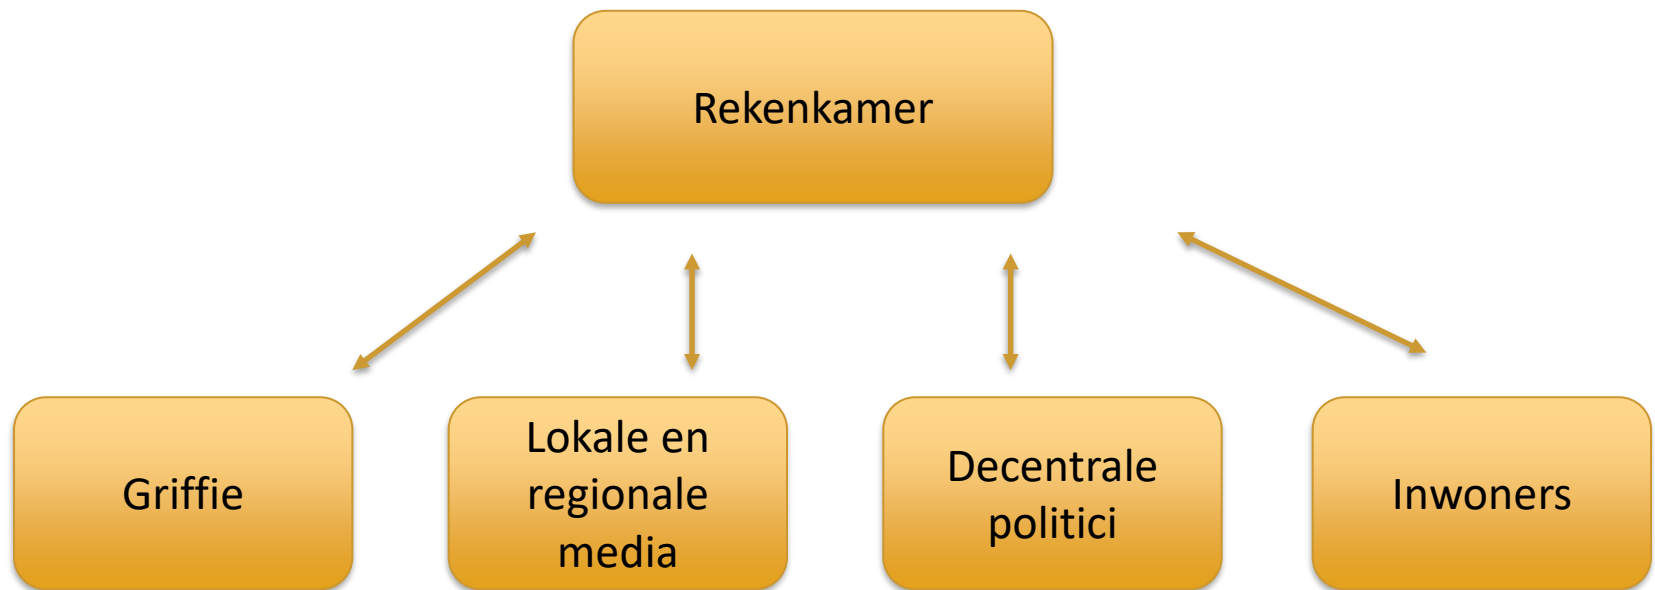 Rekenkamer
Griffie
Lokale en
regionale
media
Decentrale
politici
Inwoners